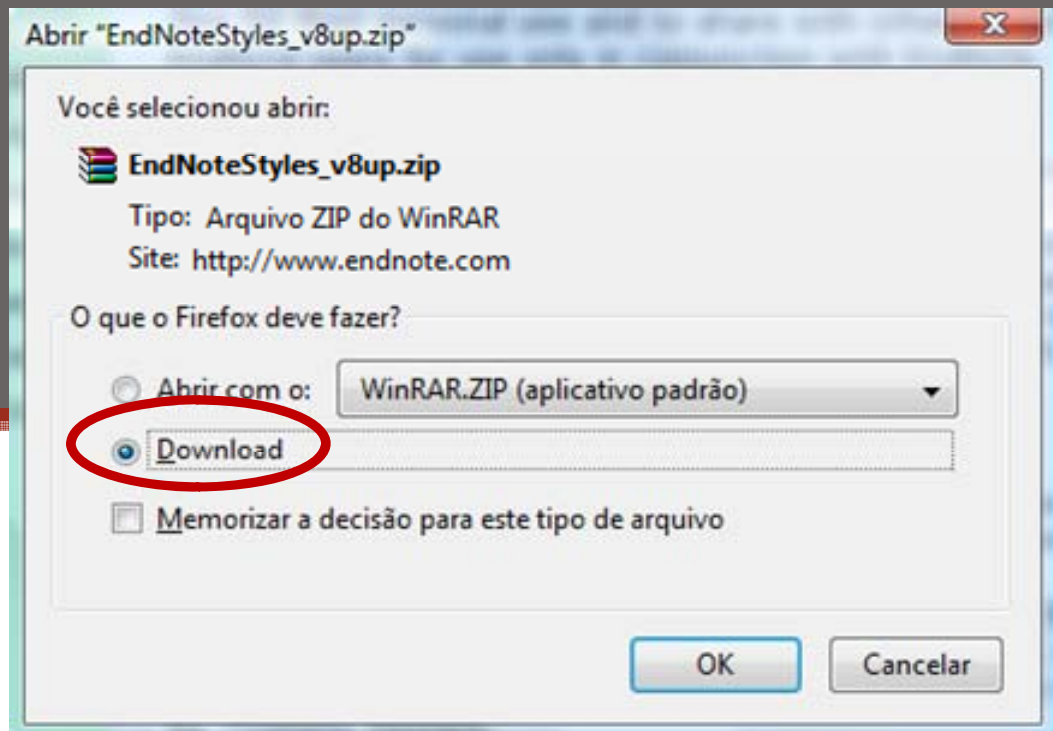 Abrir "EndNoteStyles_v8up.zip"
Você selecionou abrir:
EndNoteStyles_v8up.zip
Tipo: Arquivo ZIP do WinRAR
Site: http://www.endnote.com
O que o Firefox deve fazer?
Abrir com o: WinRAR.ZIP (aplicativo padrão)
Download
Memorizar a decisão para este tipo de arquivo
OK Cancelar